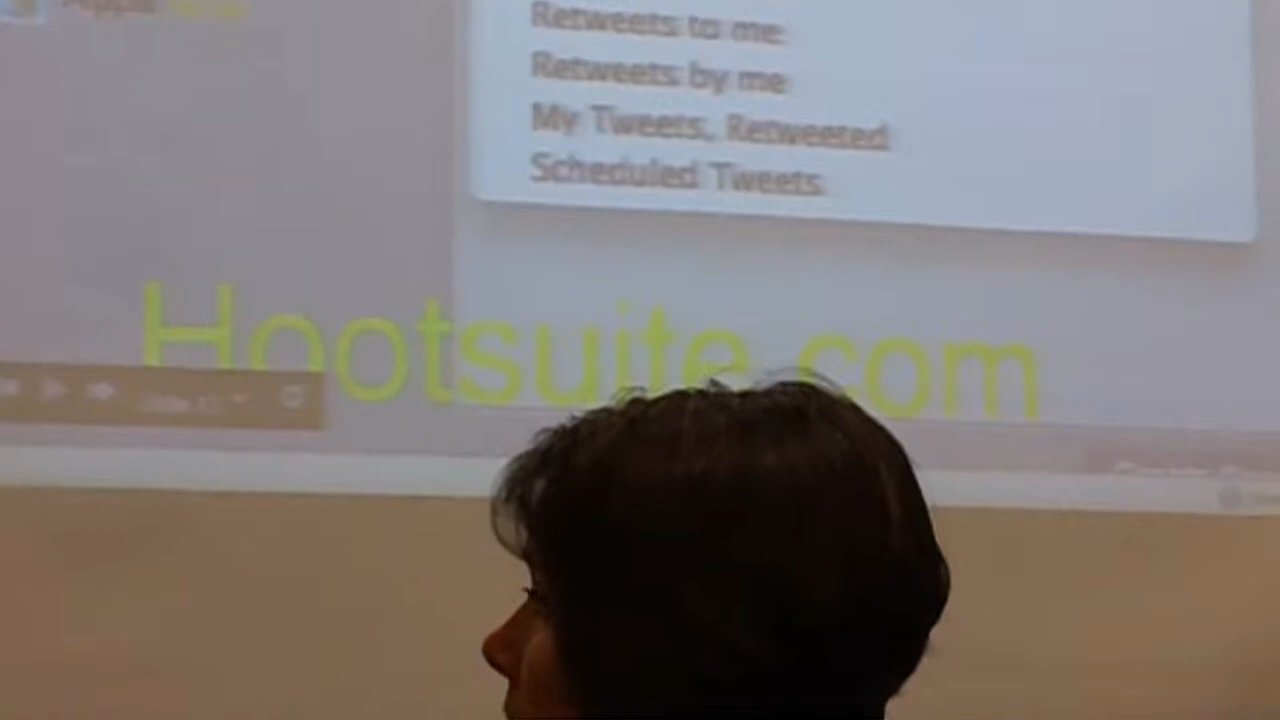 Retweets to me
Retweets by me
My Tweets, Retweeted
Scheduled Tweets
Hootsuite.com